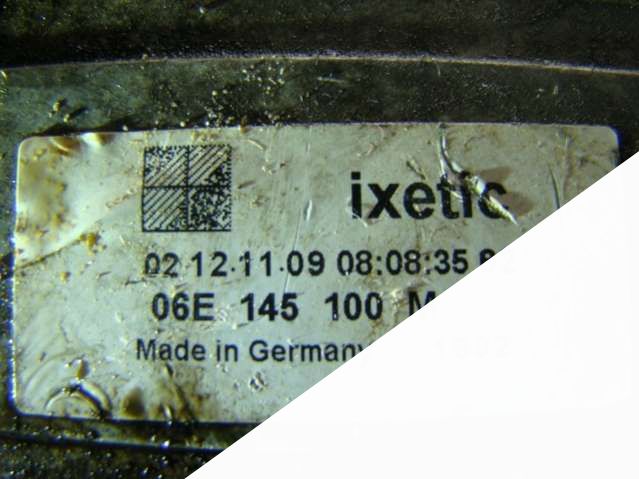 ixetic
02 12.11.09 08:08:35
06E 145 100
Made in Germany